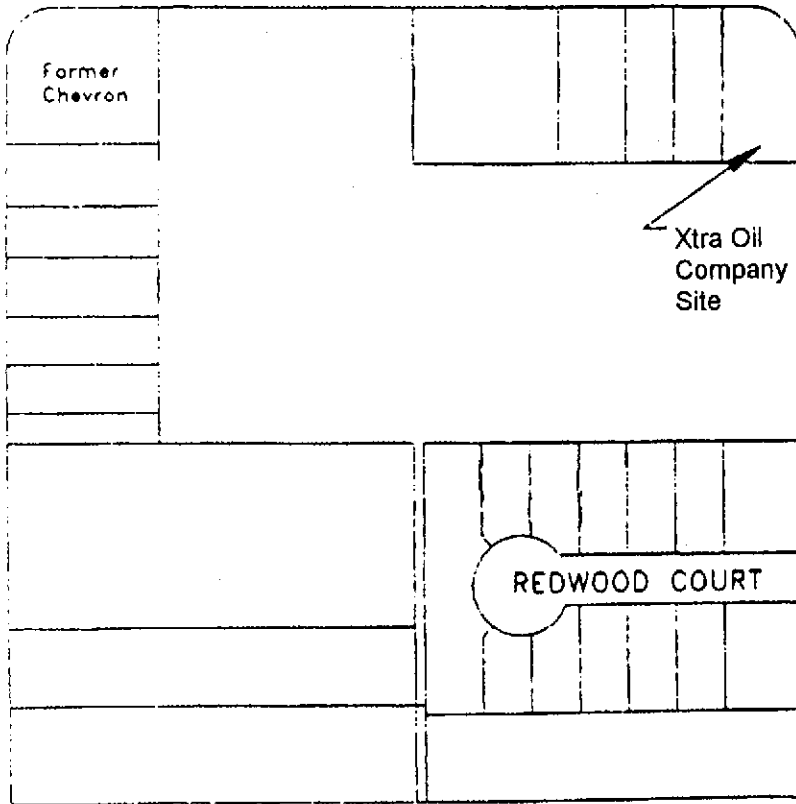 Former
Chevron
Xtra Oil
Company
Site
REDWOOD COURT